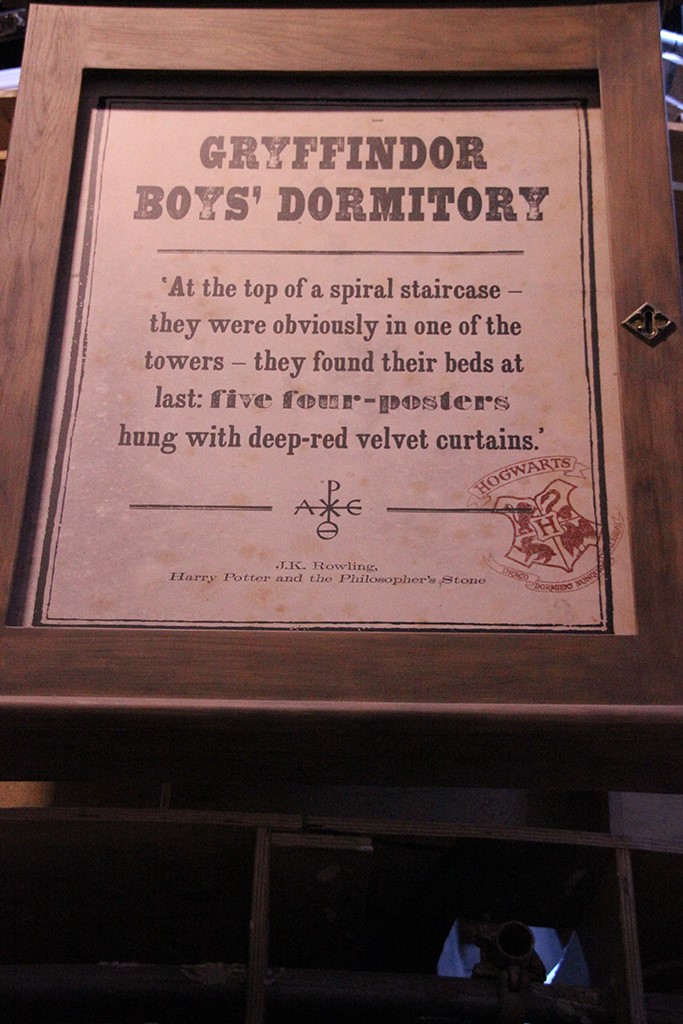 GRYFFINDOR
BOYS' DORMITORY
‘At the top of a spiral staircase –
they were obviously in one of the
towers – they found their beds at
last: five four-posters
hung with deep-red velvet curtains.’
J.K. Rowling,
Harry Potter and the Philosopher's Stone
HOGWARTS
H
DRACO DORMIENS